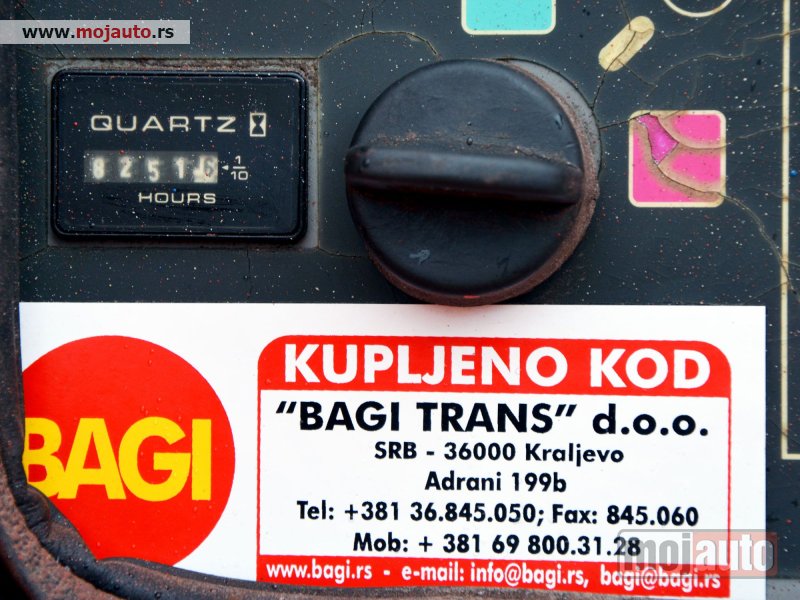 www.mojauto.rs
QUARTZ
8251
1/10
HOURS
BAGI
KUPLJENO KOD
"BAGI TRANS" d.o.o.
SRB - 36000 Kraljevo
Adrani 199b
Tel: +381 36.845.050; Fax: 845.060
Mob: + 381 69 800.31.28
www.bagi.rs - e-mail: info@bagi.rs, bagi@bagi.rs
mojauto